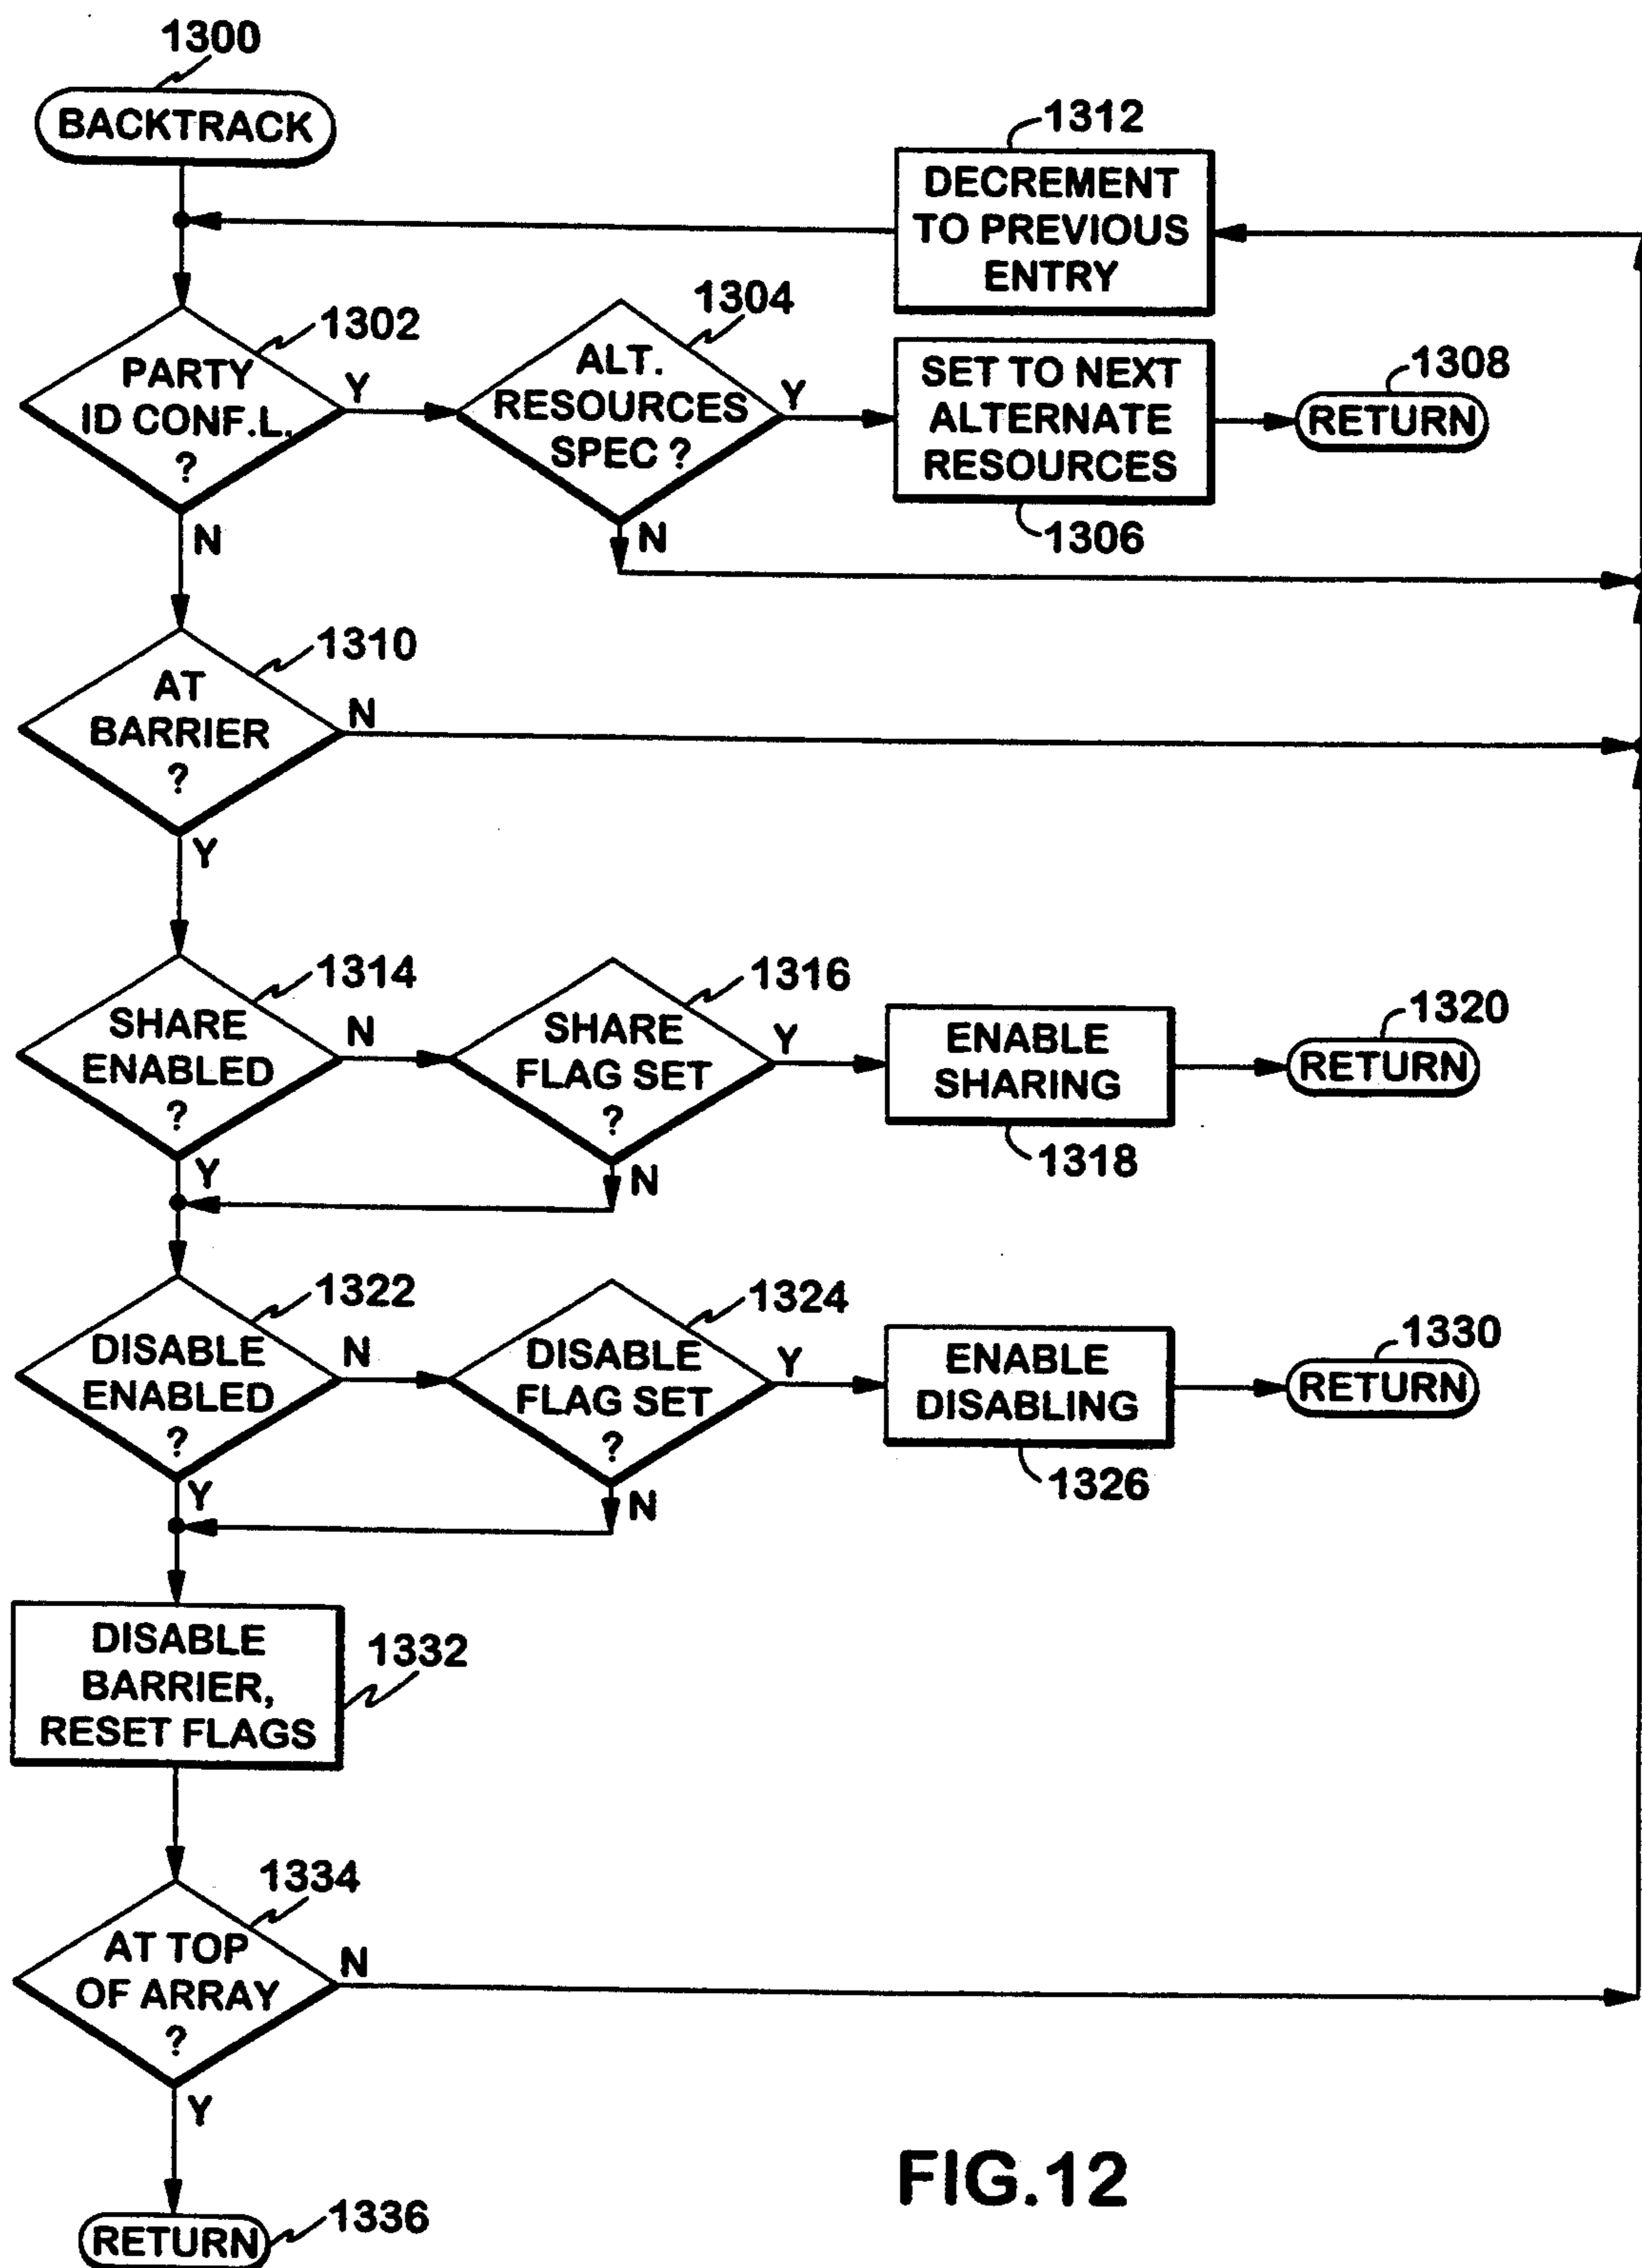 1300
BACKTRACK
1312
DECREMENT
TO PREVIOUS
ENTRY
1302
PARTY
ID CONF.L.
?
Y
N
1304
ALT.
RESOURCES
SPEC ?
Y
N
SET TO NEXT
ALTERNATE
RESOURCES
1306
1308
RETURN
1310
AT
BARRIER
?
N
Y
1314
SHARE
ENABLED
?
N
Y
1316
SHARE
FLAG SET
?
Y
N
ENABLE
SHARING
1318
1320
RETURN
1322
DISABLE
ENABLED
?
N
Y
1324
DISABLE
FLAG SET
?
Y
N
ENABLE
DISABLING
1326
1330
RETURN
DISABLE
BARRIER,
RESET FLAGS
1332
1334
AT TOP
OF ARRAY
?
N
Y
RETURN
1336
FIG.12